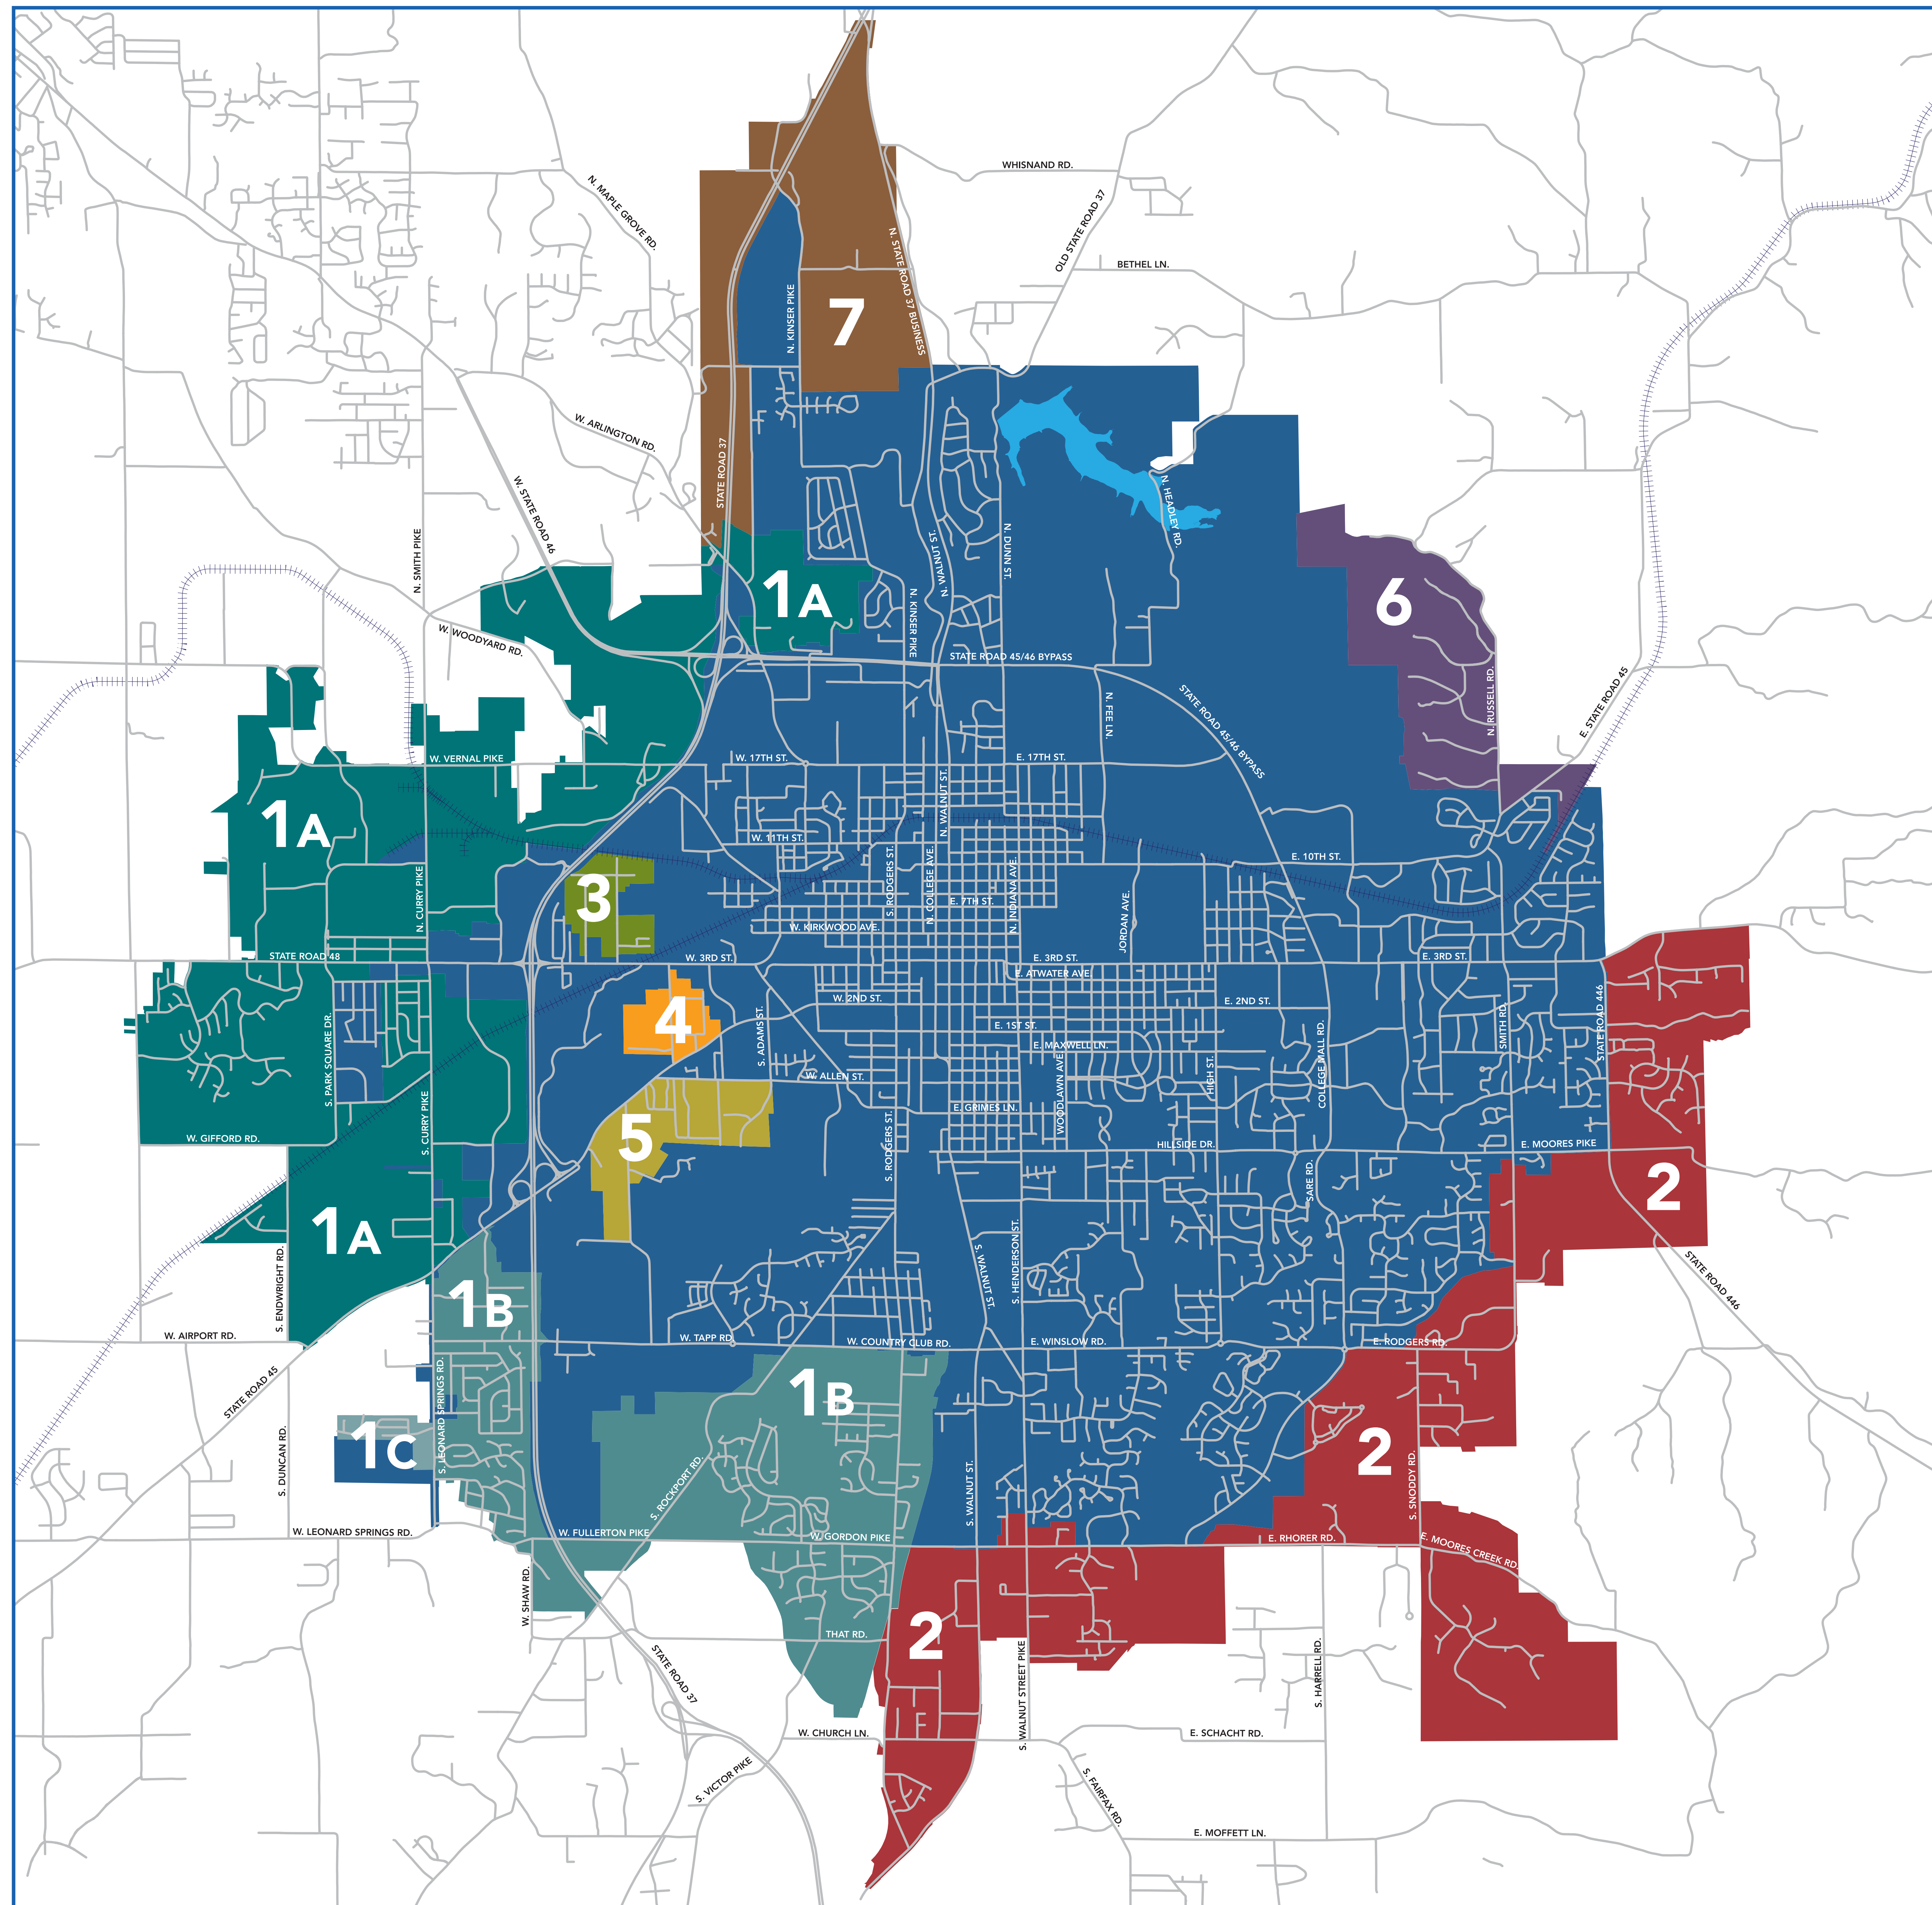 WHISNAND RD.
N. MAPLE GROVE RD.
OLD STATE ROAD 37
N. STATE ROAD 37 BUSINESS
BETHEL LN.
N. KINSER PIKE
7
W. ARLINGTON RD.
STATE ROAD 37
W. STATE ROAD 46
N. HEADLEY RD.
N. SMITH PIKE
N. WALNUT ST.
N. DUNN ST.
1A
6
N. KINSER PIKE
W. WOODYARD RD.
STATE ROAD 45/46 BYPASS
N. RUSSELL RD.
E. STATE ROAD 45
N. FEE LN.
STATE ROAD 45/46 BYPASS
W. VERNAL PIKE
W. 17TH ST.
E. 17TH ST.
1A
N. WALNUT ST.
W. 11TH ST.
E. 10TH ST.
N. CURRY PIKE
3
S. RODGERS ST.
N. COLLEGE AVE.
E. 7TH ST.
N. INDIANA AVE.
JORDAN AVE.
W. KIRKWOOD AVE.
STATE ROAD 48
W. 3RD ST.
E. 3RD ST.
E. 3RD ST.
E. ATWATER AVE.
W. 2ND ST.
E. 2ND ST.
4
S. PARK SQUARE DR.
S. ADAMS ST.
E. 1ST ST.
E. MAXWELL LN.
SMITH RD.
STATE ROAD 446
COLLEGE MALL RD.
HIGH ST.
W. ALLEN ST.
WOODLAWN AVE.
E. GRIMES LN.
S. CURRY PIKE
5
W. GIFFORD RD.
S. RODGERS ST.
HILLSIDE DR.
E. MOORES PIKE
SARE RD.
2
1A
S. ENDWRIGHT RD.
S. WALNUT ST.
S. HENDERSON ST.
STATE ROAD 446
1B
W. AIRPORT RD.
W. TAPP RD.
W. COUNTRY CLUB RD.
E. WINSLOW RD.
E. RODGERS RD.
STATE ROAD 45
S. LEONARD SPRINGS RD.
1B
1C
2
S. DUNCAN RD.
S. ROCKPORT RD.
S. WALNUT ST.
S. SNODDY RD.
W. LEONARD SPRINGS RD.
W. FULLERTON PIKE
W. GORDON PIKE
E. RHORER RD.
E. MOORES CREEK RD.
W. SHAW RD.
THAT RD.
2
STATE ROAD 37
S. WALNUT STREET PIKE
S. HARRELL RD.
W. CHURCH LN.
E. SCHACHT RD.
S. VICTOR PIKE
S. FAIRFAX RD.
E. MOFFETT LN.